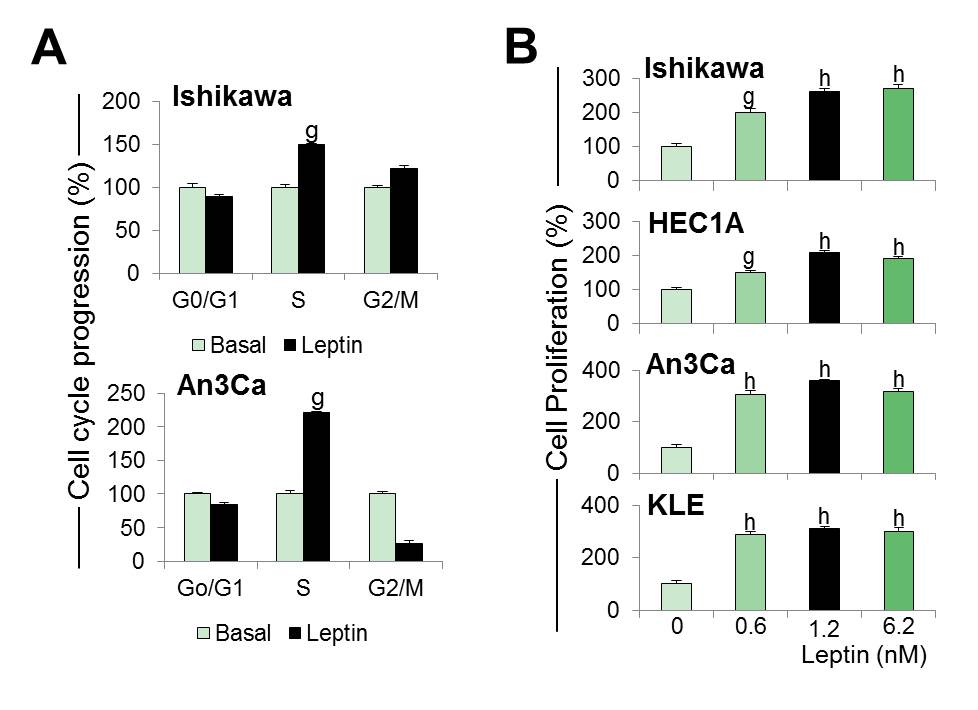 A
Cell cycle progression (%)
Ishikawa
200
150
100
50
0
g
G0/G1 S G2/M
Basal Leptin
An3Ca
250
200
150
100
50
0
g
Go/G1 S G2/M
Basal Leptin
B
Cell Proliferation (%)
Ishikawa
300
200
100
0
g h h
HEC1A
300
200
100
0
g h h
An3Ca
400
200
0
h h h
KLE
400
200
0
h h h
0 0.6 1.2 6.2
Leptin (nM)